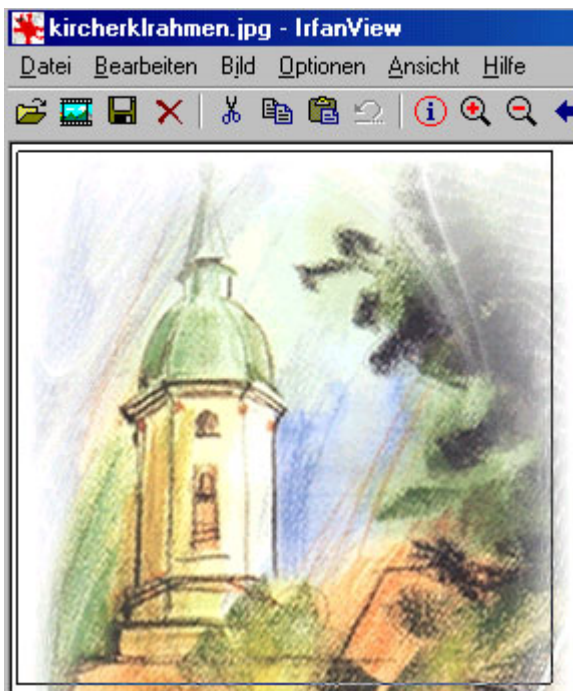 kircherklrahmen.jpg - IrfanView
Datei Bearbeiten Bild Optionen Ansicht Hilfe